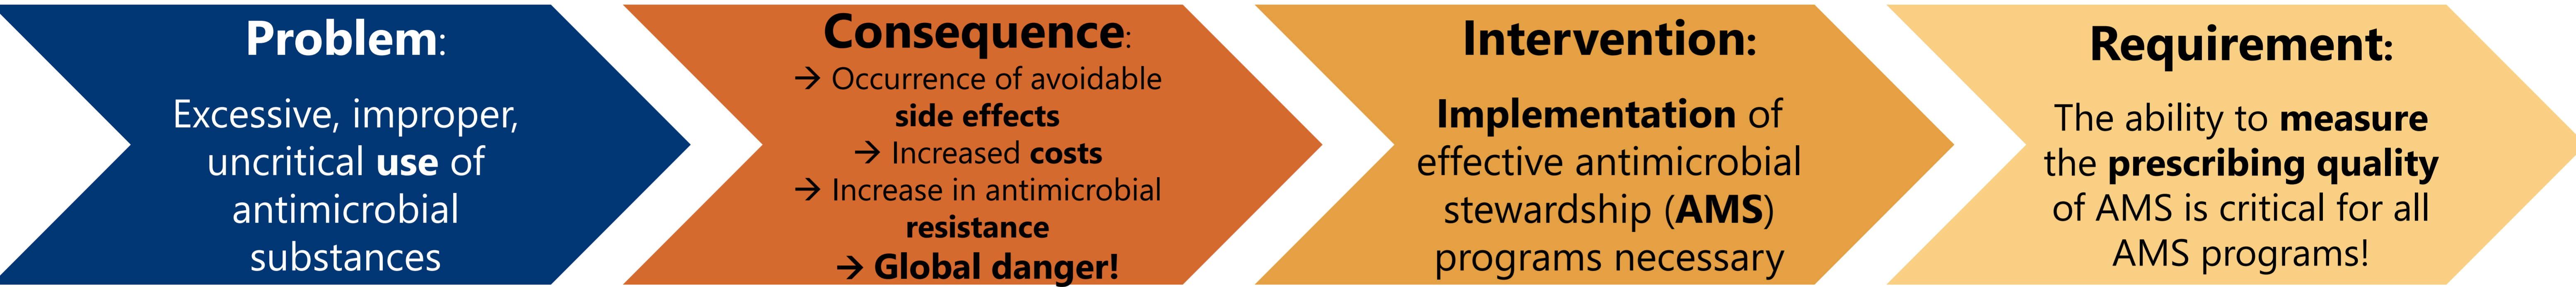 Problem:
Excessive, improper,
uncritical use of
antimicrobial
substances
Consequence:
→ Occurrence of avoidable
side effects
→ Increased costs
→ Increase in antimicrobial
resistance
→ Global danger!
Intervention:
Implementation of
effective antimicrobial
stewardship (AMS)
programs necessary
Requirement:
The ability to measure
the prescribing quality
of AMS is critical for all
AMS programs!